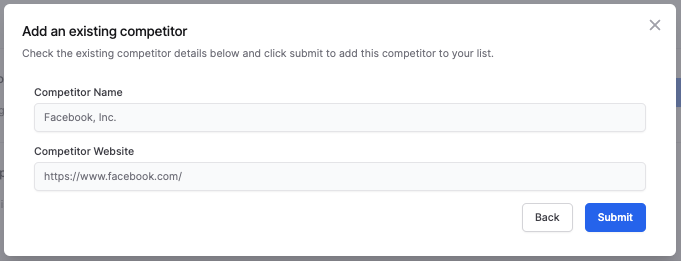 Add an existing competitor
Check the existing competitor details below and click submit to add this competitor to your list.
Competitor Name
Facebook, Inc.
Competitor Website
https://www.facebook.com/
Back
Submit